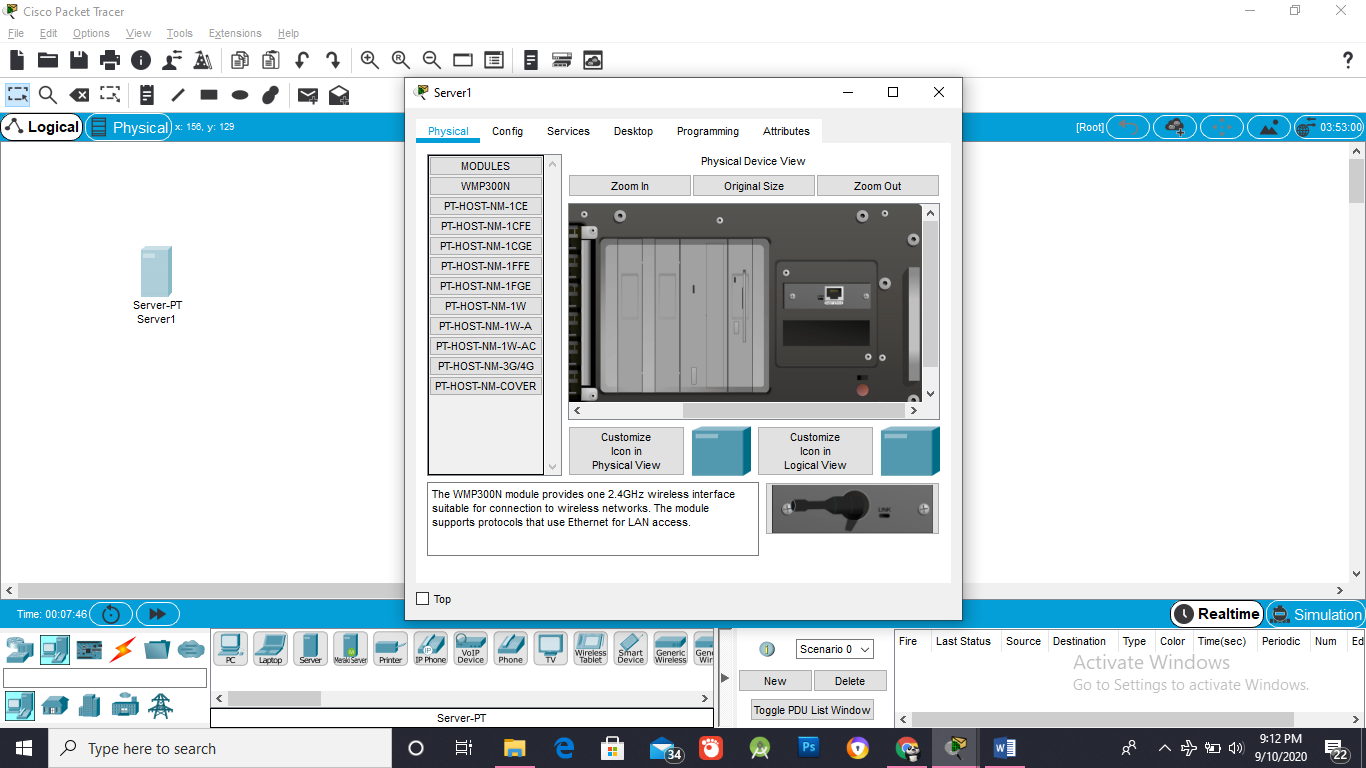 Cisco Packet Tracer
File Edit Options View Tools Extensions Help
Logical
Physical
x: 156, y: 129
[Root]
03:53:00
Server-PT
Server1
Server1
Physical Config Services Desktop Programming Attributes
MODULES
WMP300N
PT-HOST-NM-1CE
PT-HOST-NM-1CFE
PT-HOST-NM-1CGE
PT-HOST-NM-1FFE
PT-HOST-NM-1FGE
PT-HOST-NM-1W
PT-HOST-NM-1W-A
PT-HOST-NM-1W-AC
PT-HOST-NM-3G/4G
PT-HOST-NM-COVER
Physical Device View
Zoom In Original Size Zoom Out
Customize
Icon in
Physical View
Customize
Icon in
Logical View
The WMP300N module provides one 2.4GHz wireless interface
suitable for connection to wireless networks. The module
supports protocols that use Ethernet for LAN access.
LINK
Top
Time: 00:07:46
Realtime
Simulation
PC
Laptop
Server
Meraki Server
Printer
IP Phone
VoIP
Device
Phone
TV
Wireless
Tablet
Smart
Device
Generic
Wireless
Server-PT
Scenario 0
New Delete
Toggle PDU List Window
Fire Last Status Source Destination Type Color Time(sec) Periodic Num Ed
Activate Windows
Go to Settings to activate Windows.
Type here to search
34
Ps
W
9:12 PM
9/10/2020
22